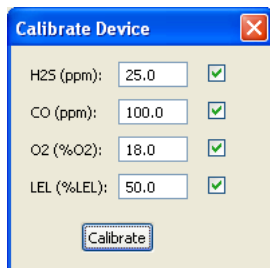 Calibrate Device
H2S (ppm): 25.0
CO (ppm): 100.0
O2 (%O2): 18.0
LEL (%LEL): 50.0
Calibrate